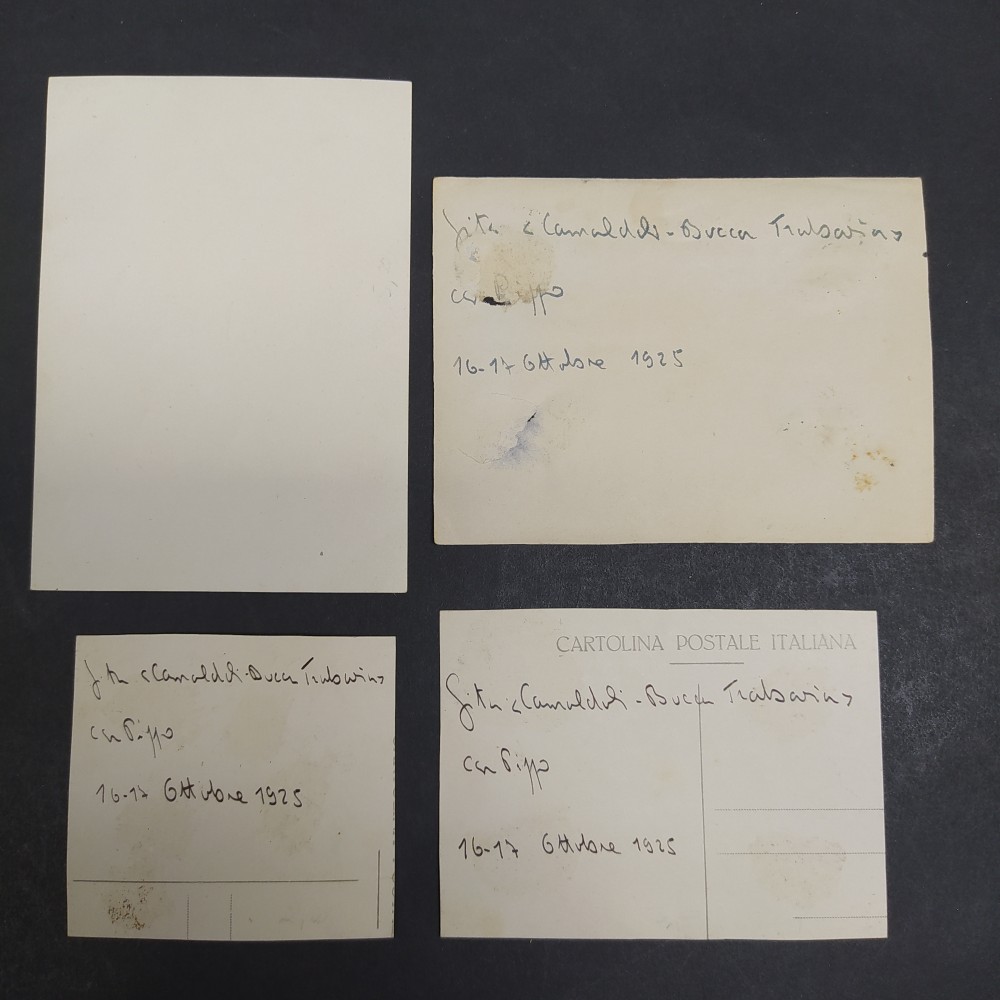 Gita a Camaldoli - Bocca Trabaria
con Pippo
16-17 Ottobre 1925
Gita a Camaldoli - Bocca Trabaria
con Pippo
16-17 Ottobre 1925
CARTOLINA POSTALE ITALIANA
Gita a Camaldoli - Bocca Trabaria
con Pippo
16-17 Ottobre 1925